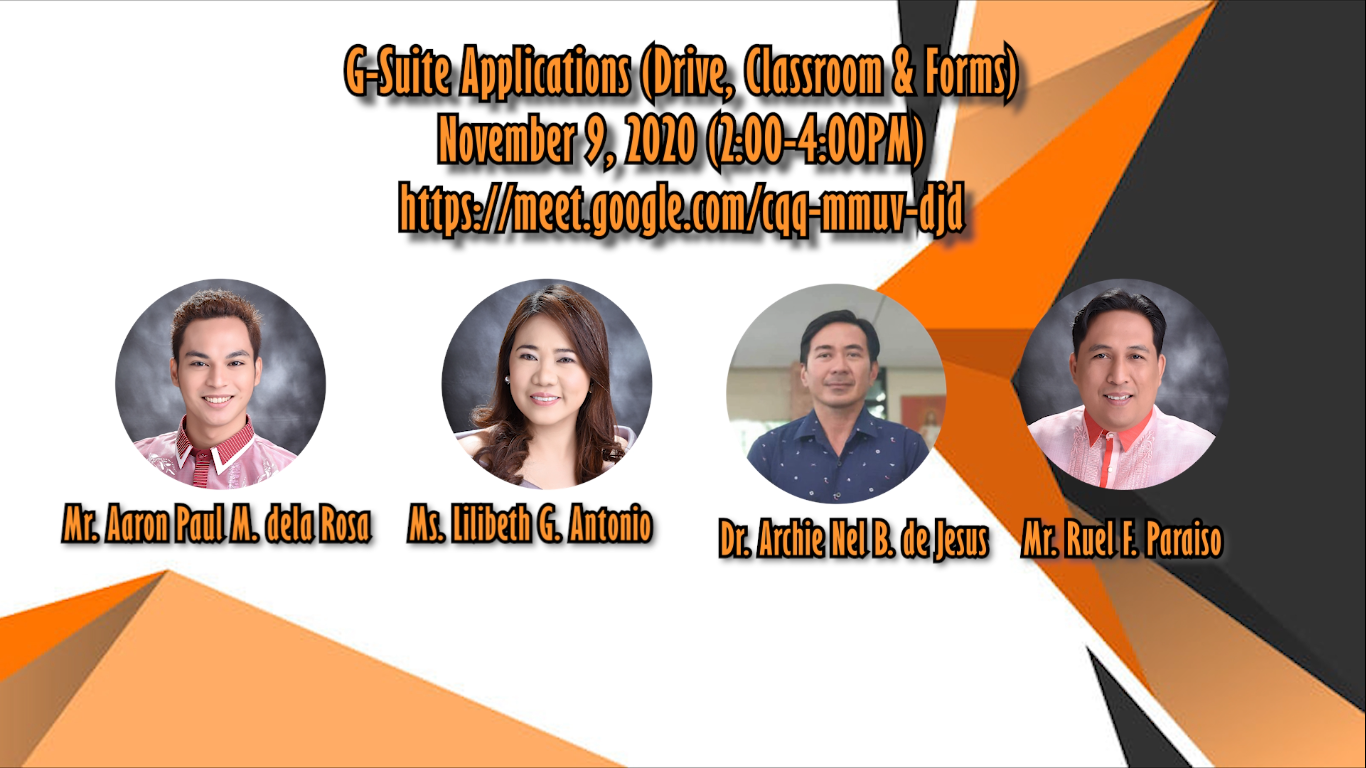 G-Suite Applications (Drive, Classroom & Forms)
November 9, 2020 (2:00-4:00PM)
https://meet.google.com/cqq-mmuv-djd
Mr. Aaron Paul M. dela Rosa
Ms. Lilibeth G. Antonio
Dr. Archie Nel B. de Jesus
Mr. Ruel F. Paraiso